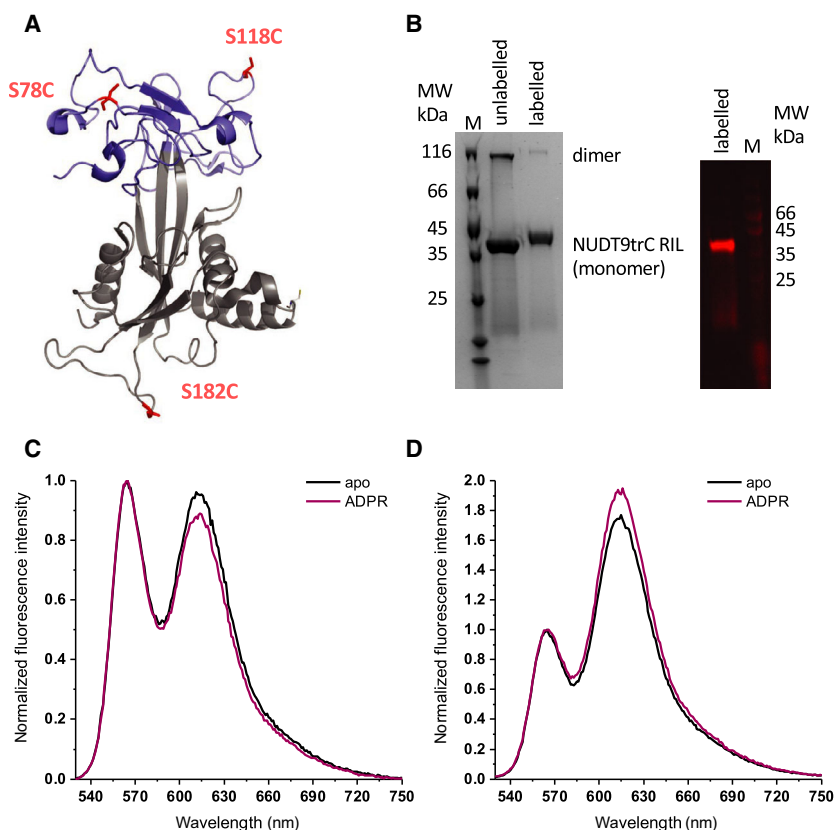 A
S118C
S78C
S182C
B
MW
kDa
M
unlabelled
labelled
116
66
45
35
25
dimer
NUDT9trC RIL
(monomer)
labelled
M
MW
kDa
66
45
35
25
C
1.0
0.8
0.6
0.4
0.2
0.0
Normalized fluorescence intensity
apo
ADPR
540 570 600 630 660 690 720 750
Wavelength (nm)
D
2.0
1.8
1.6
1.4
1.2
1.0
0.8
0.6
0.4
0.2
0.0
Normalized fluorescence intensity
apo
ADPR
540 570 600 630 660 690 720 750
Wavelength (nm)